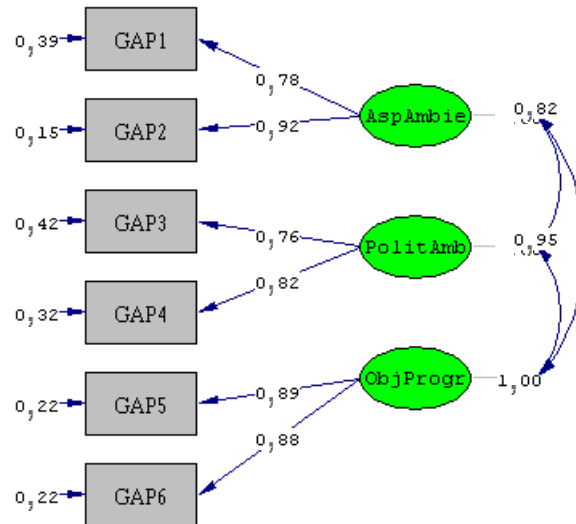 0,39 GAP1
0,78
0,15 GAP2
0,92
AspAmbie
0,82
0,42 GAP3
0,76
PolitAmb
0,95
0,32 GAP4
0,82
0,22 GAP5
0,89
ObjProgr
1,00
0,22 GAP6
0,88